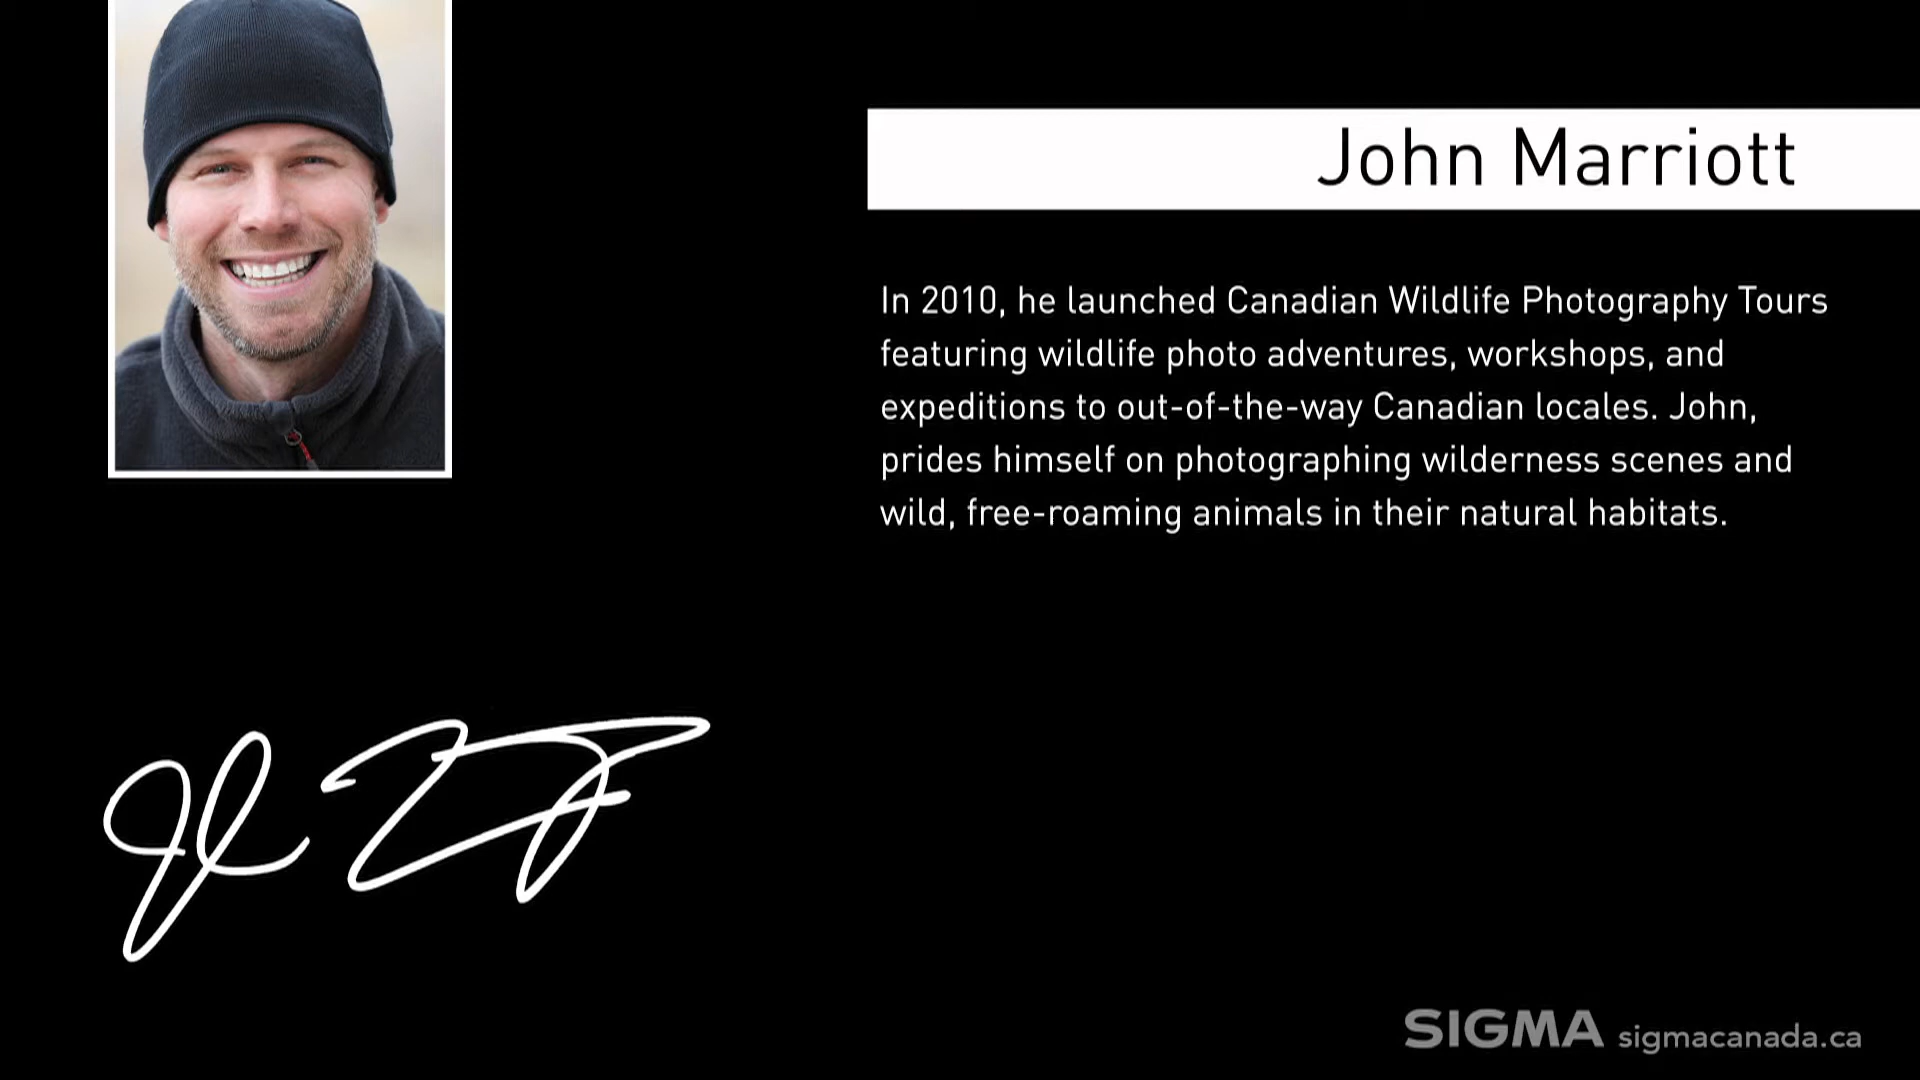 John Marriott
In 2010, he launched Canadian Wildlife Photography Tours
featuring wildlife photo adventures, workshops, and
expeditions to out-of-the-way Canadian locales. John,
prides himself on photographing wilderness scenes and
wild, free-roaming animals in their natural habitats.
SIGMA sigmacanada.ca